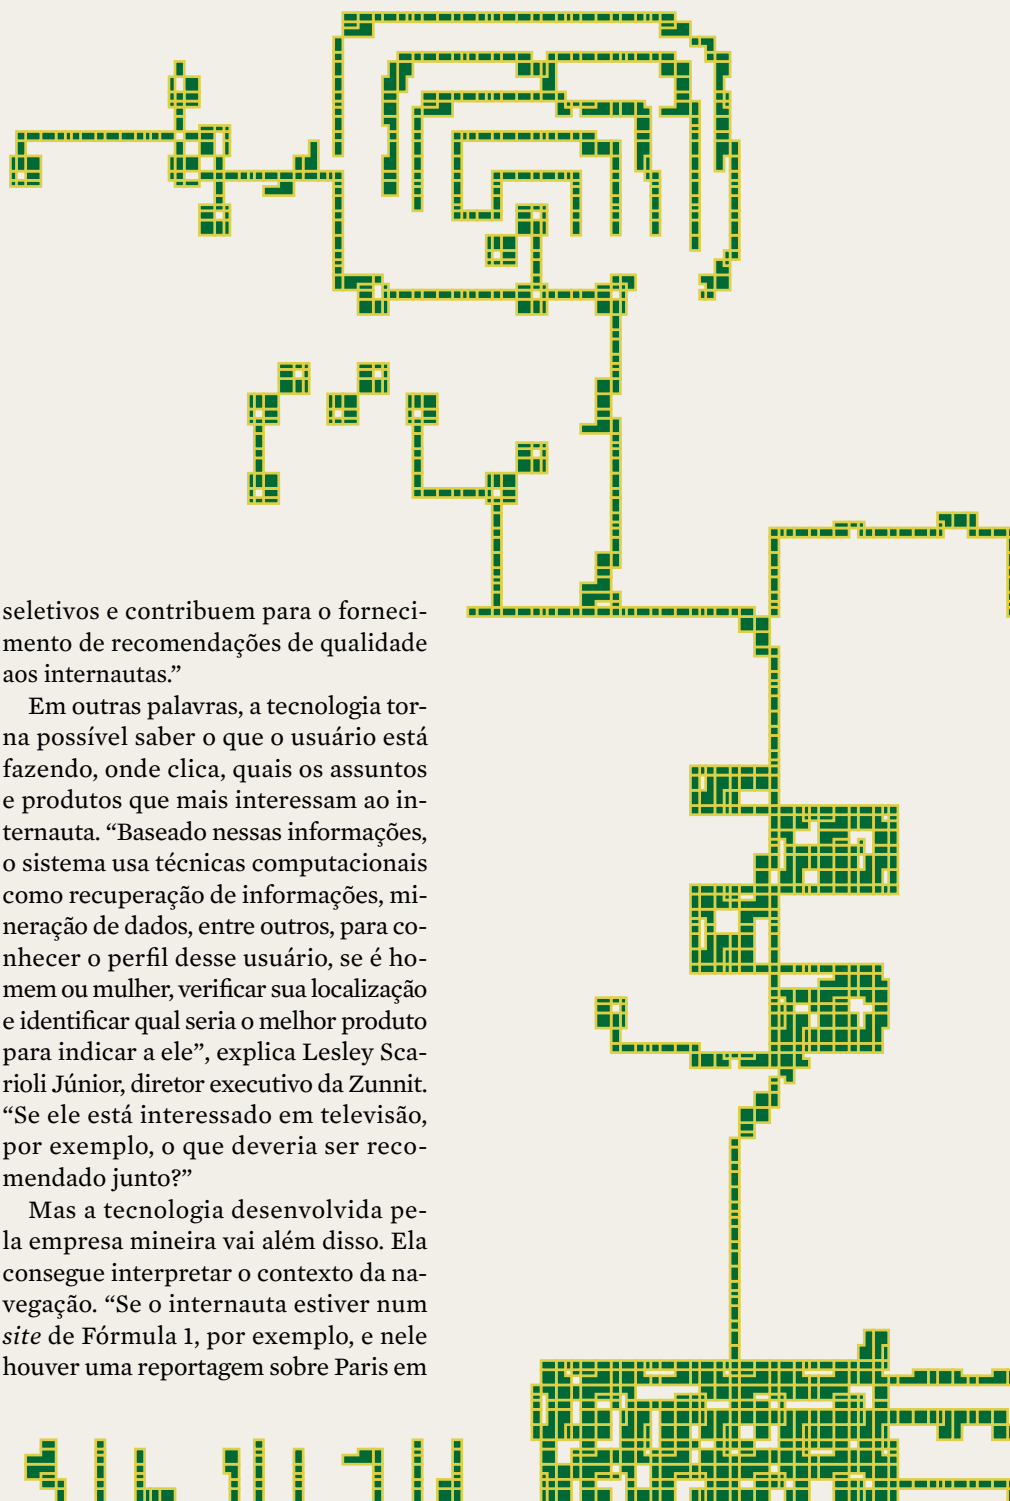 seletivos e contribuem para o forneci-
mento de recomendações de qualidade
aos internautas.”
Em outras palavras, a tecnologia tor-
na possível saber o que o usuário está
fazendo, onde clica, quais os assuntos
e produtos que mais interessam ao in-
ternauta. “Baseado nessas informações,
o sistema usa técnicas computacionais
como recuperação de informações, mi-
neração de dados, entre outros, para co-
nhecer o perfil desse usuário, se é ho-
mem ou mulher, verificar sua localização
e identificar qual seria o melhor produto
para indicar a ele”, explica Lesley Sca-
rioli Júnior, diretor executivo da Zunnit.
“Se ele está interessado em televisão,
por exemplo, o que deveria ser reco-
mendado junto?”
Mas a tecnologia desenvolvida pe-
la empresa mineira vai além disso. Ela
consegue interpretar o contexto da na-
vegação. “Se o internauta estiver num
site de Fórmula 1, por exemplo, e nele
houver uma reportagem sobre Paris em